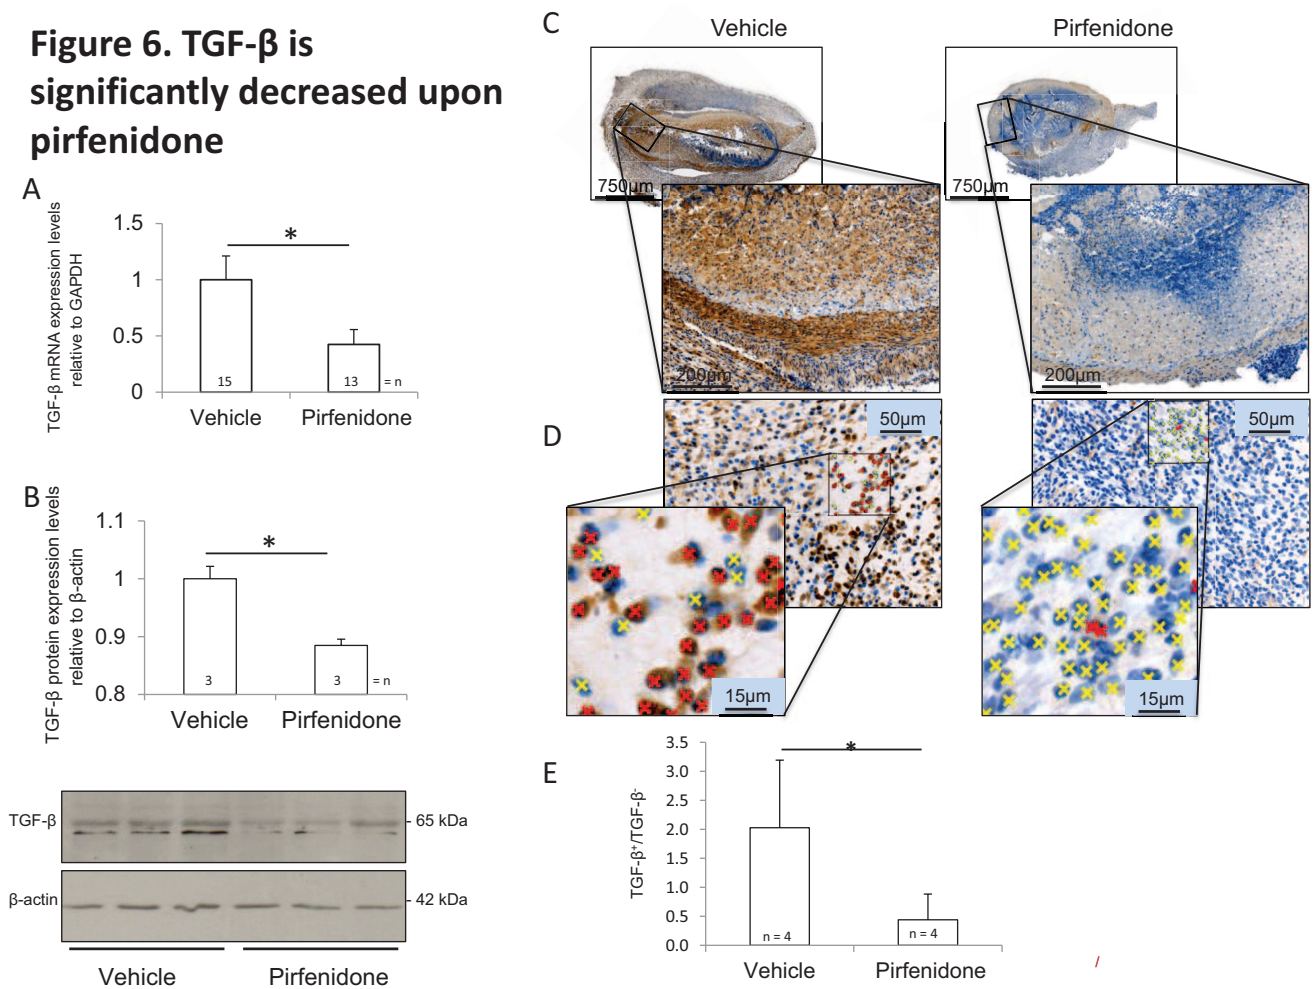 Figure 6. TGF-β is
significantly decreased upon
pirfenidone
A
TGF-β mRNA expression levels
relative to GAPDH
1.5
1
0.5
0
*
15
13
= n
Vehicle
Pirfenidone
B
TGF-β protein expression levels
relative to β-actin
1.1
1
0.9
0.8
*
3
3
= n
Vehicle
Pirfenidone
TGF-β
- 65 kDa
β-actin
- 42 kDa
Vehicle
Pirfenidone
C
Vehicle
Pirfenidone
750µm
750µm
200µm
200µm
D
50µm
50µm
15µm
15µm
E
TGF-β⁺/TGF-β⁻
3.5
3.0
2.5
2.0
1.5
1.0
0.5
0.0
*
n = 4
n = 4
Vehicle
Pirfenidone
/